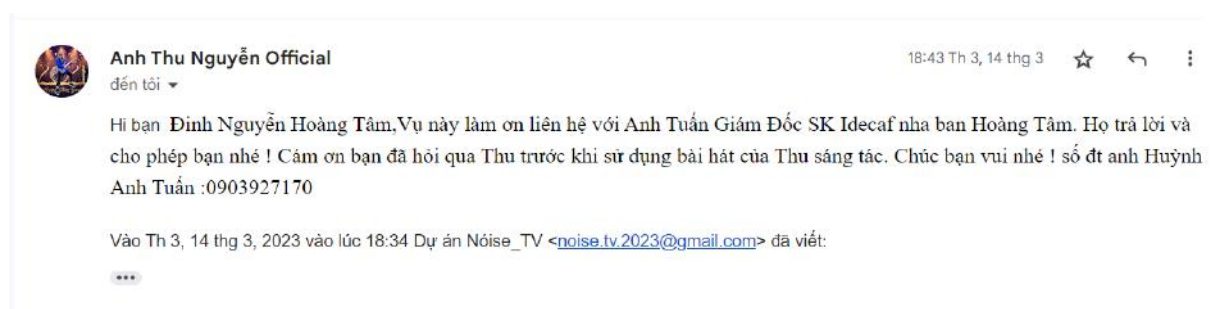 Anh Thu Nguyễn Official
18:43 Th 3, 14 thg 3
đến tôi
Hi bạn Đinh Nguyễn Hoàng Tâm,Vụ này làm ơn liên hệ với Anh Tuấn Giám Đốc SK Idecaf nha ban Hoàng Tâm. Họ trả lời và
cho phép bạn nhé ! Cám ơn bạn đã hỏi qua Thu trước khi sử dụng bài hát của Thu sáng tác. Chúc bạn vui nhé ! số đt anh Huỳnh
Anh Tuấn :0903927170
Vào Th 3, 14 thg 3, 2023 vào lúc 18:34 Dự án Nóise_TV <noise.tv.2023@gmail.com> đã viết: